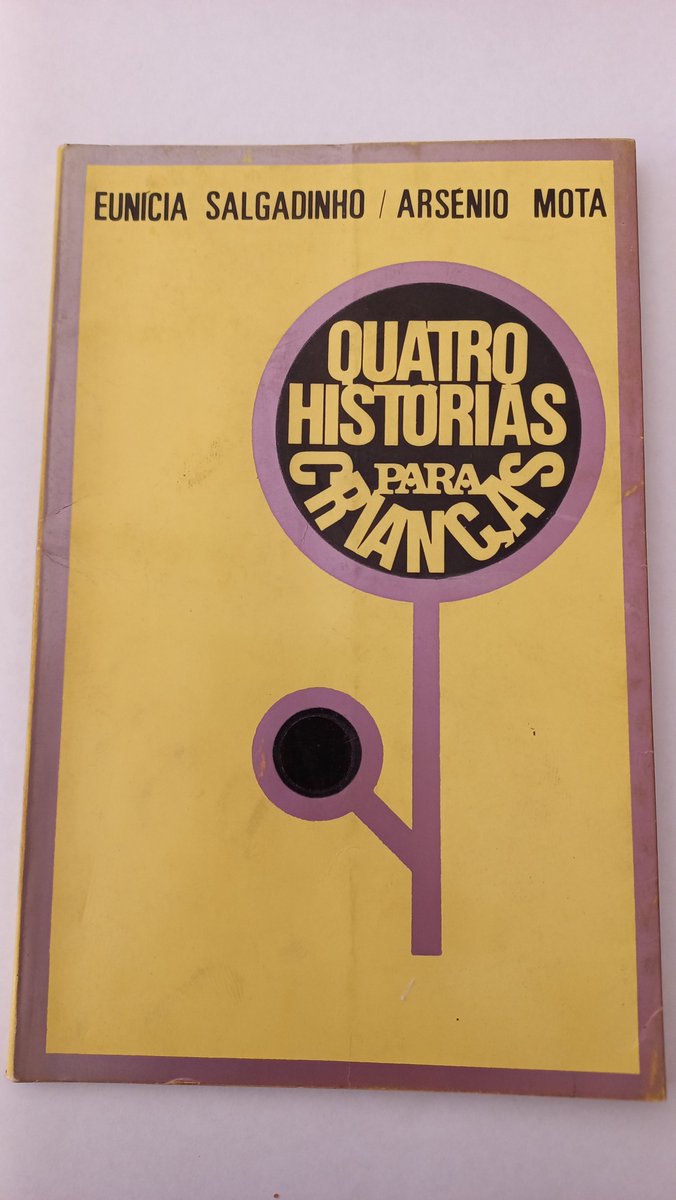 EUNÍCIA SALGADINHO / ARSÉNIO MOTA
QUATRO
HISTÓRIAS
PARA
CRIANÇAS